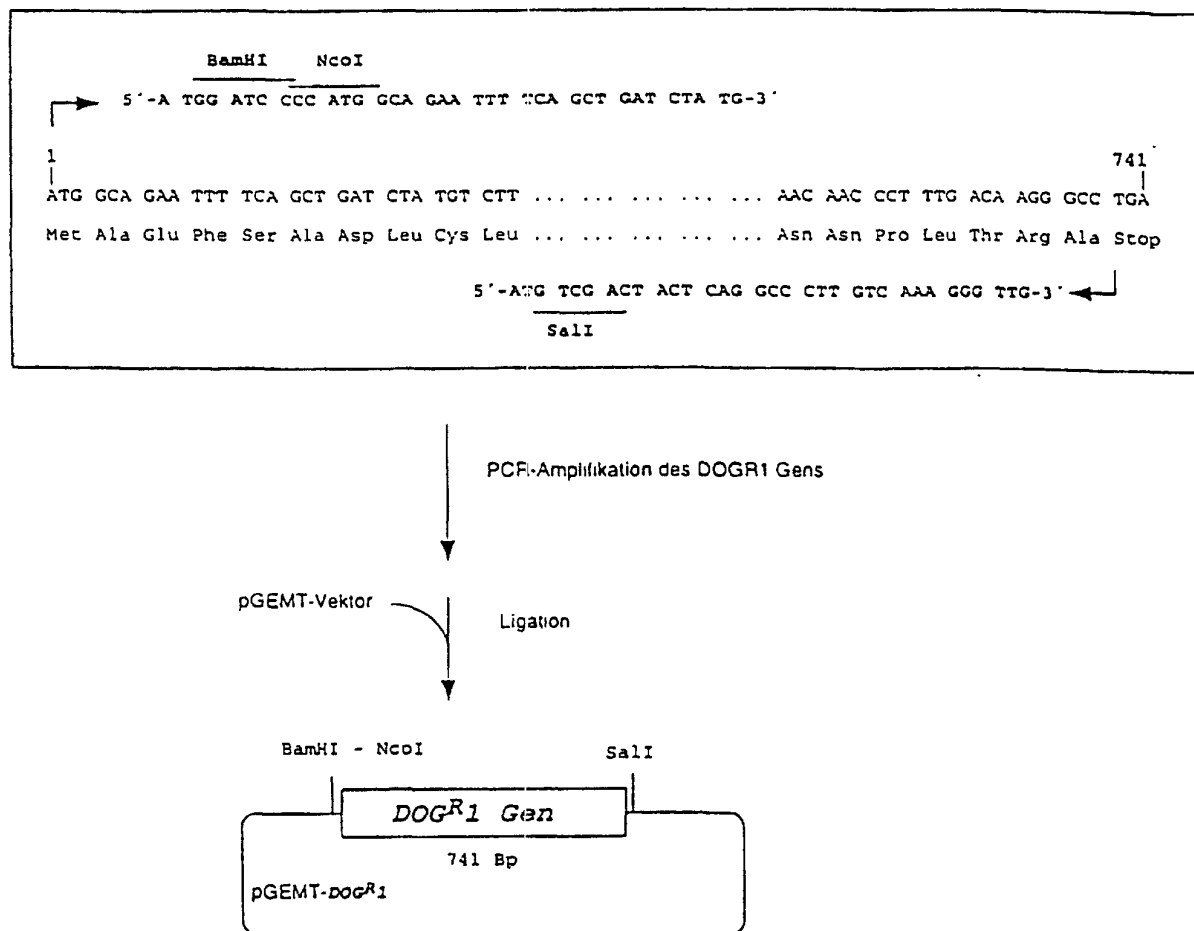 BamHI NcoI
5´-A TGG ATC CCC ATG GCA GAA TTT TCA GCT GAT CTA TG-3´
1 741
ATG GCA GAA TTT TCA GCT GAT CTA TGT CTT ... ... ... ... ... AAC AAC CCT TTG ACA AGG GCC TGA
Met Ala Glu Phe Ser Ala Asp Leu Cys Leu ... ... ... ... ... Asn Asn Pro Leu Thr Arg Ala Stop
5´-ATG TCGA CT ACT CAG GCC CTT GTC AAA GGG TTG-3´
SalI
PCR-Amplifikation des DOGR1 Gens
pGEMT-Vektor
Ligation
BamHI - NcoI SalI
DOGᴿ1 Gen
741 Bp
pGEMT-DOGᴿ1